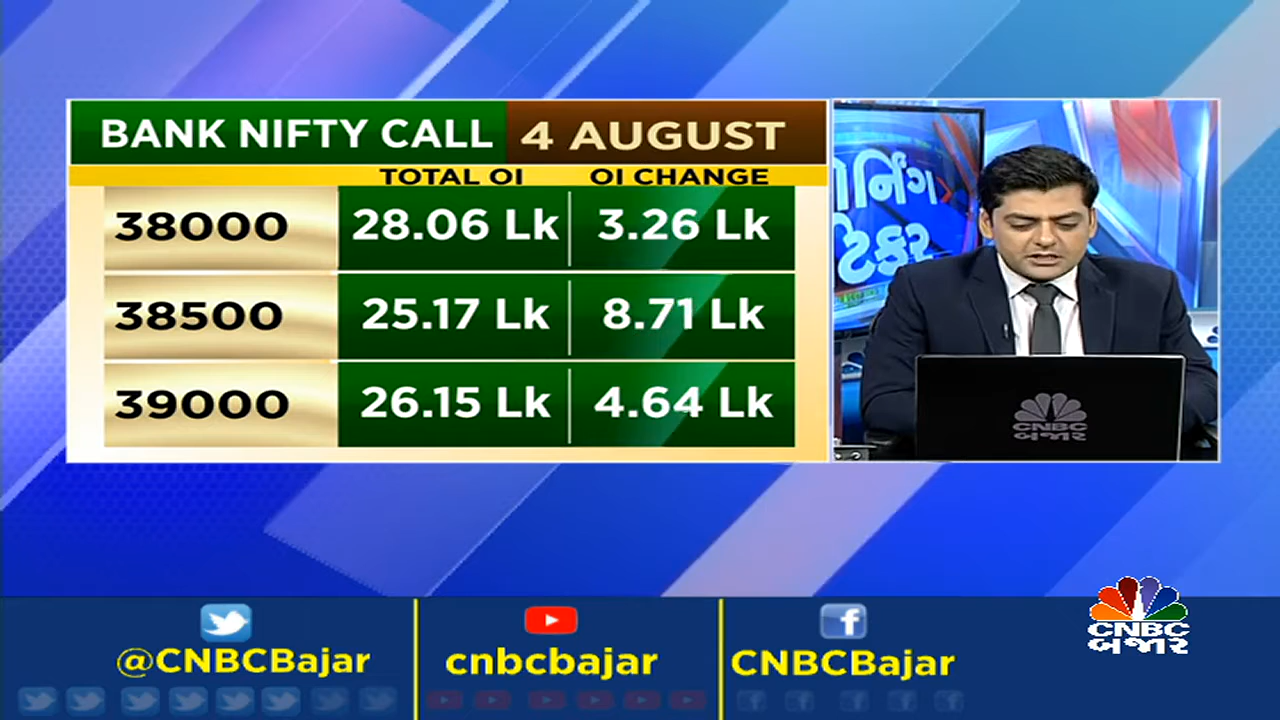 BANK NIFTY CALL 4 AUGUST
TOTAL OI OI CHANGE
38000 28.06 Lk 3.26 Lk
38500 25.17 Lk 8.71 Lk
39000 26.15 Lk 4.64 Lk
CNBC
બજાર
@CNBCBajar
cnbcbajar
CNBCBajar
CNBC
બજાર